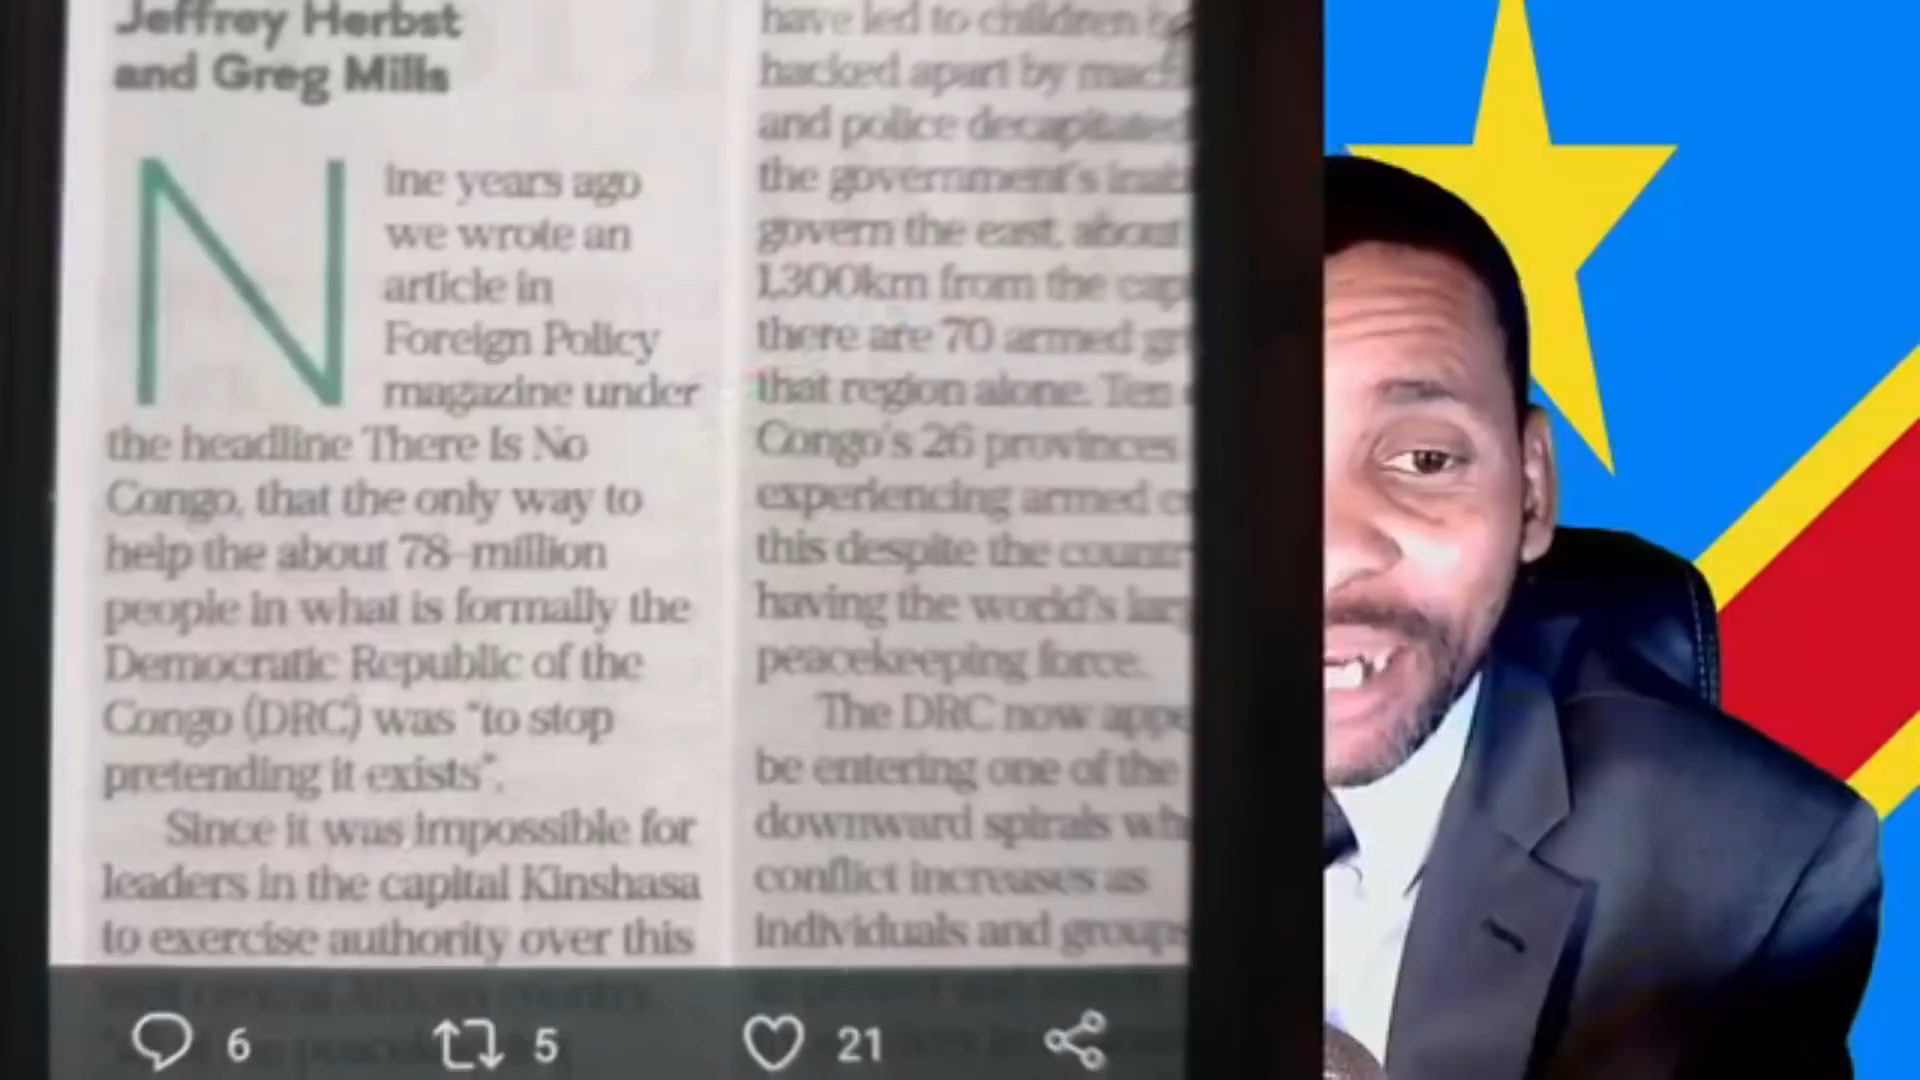 Jeffrey Herbst
and Greg Mills
Nine years ago
we wrote an
article in
Foreign Policy
magazine under
the headline There Is No
Congo, that the only way to
help the about 78-million
people in what is formally the
Democratic Republic of the
Congo (DRC) was "to stop
pretending it exists".
Since it was impossible for
leaders in the capital Kinshasa
to exercise authority over this
have led to children
hacked apart by
and police decapitated
the government's
govern the east, about
1,300km from the
there are 70 armed
that region alone. Ten
Congo's 26 provinces
experiencing armed
this despite the
having the world's
peacekeeping force.
The DRC now
be entering one of the
downward spirals
conflict increases as
individuals and groups
6
5
21